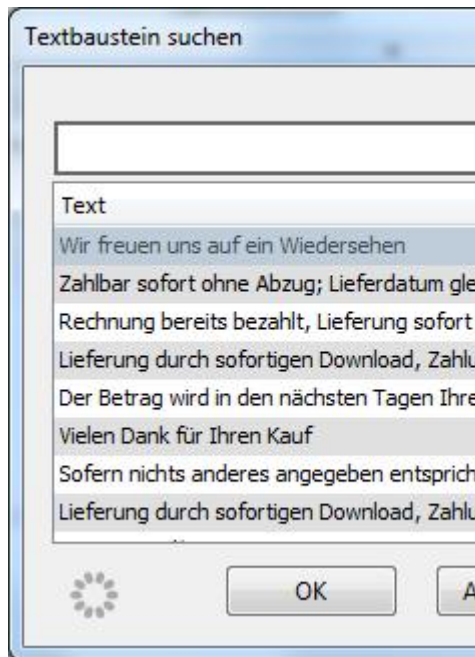 Textbaustein suchen
Text
Wir freuen uns auf ein Wiedersehen
Zahlbar sofort ohne Abzug; Lieferdatum gle
Rechnung bereits bezahlt, Lieferung sofort
Lieferung durch sofortigen Download, Zahlu
Der Betrag wird in den nächsten Tagen Ihre
Vielen Dank für Ihren Kauf
Sofern nichts anderes angegeben entsprich
Lieferung durch sofortigen Download, Zahlu
OK
A